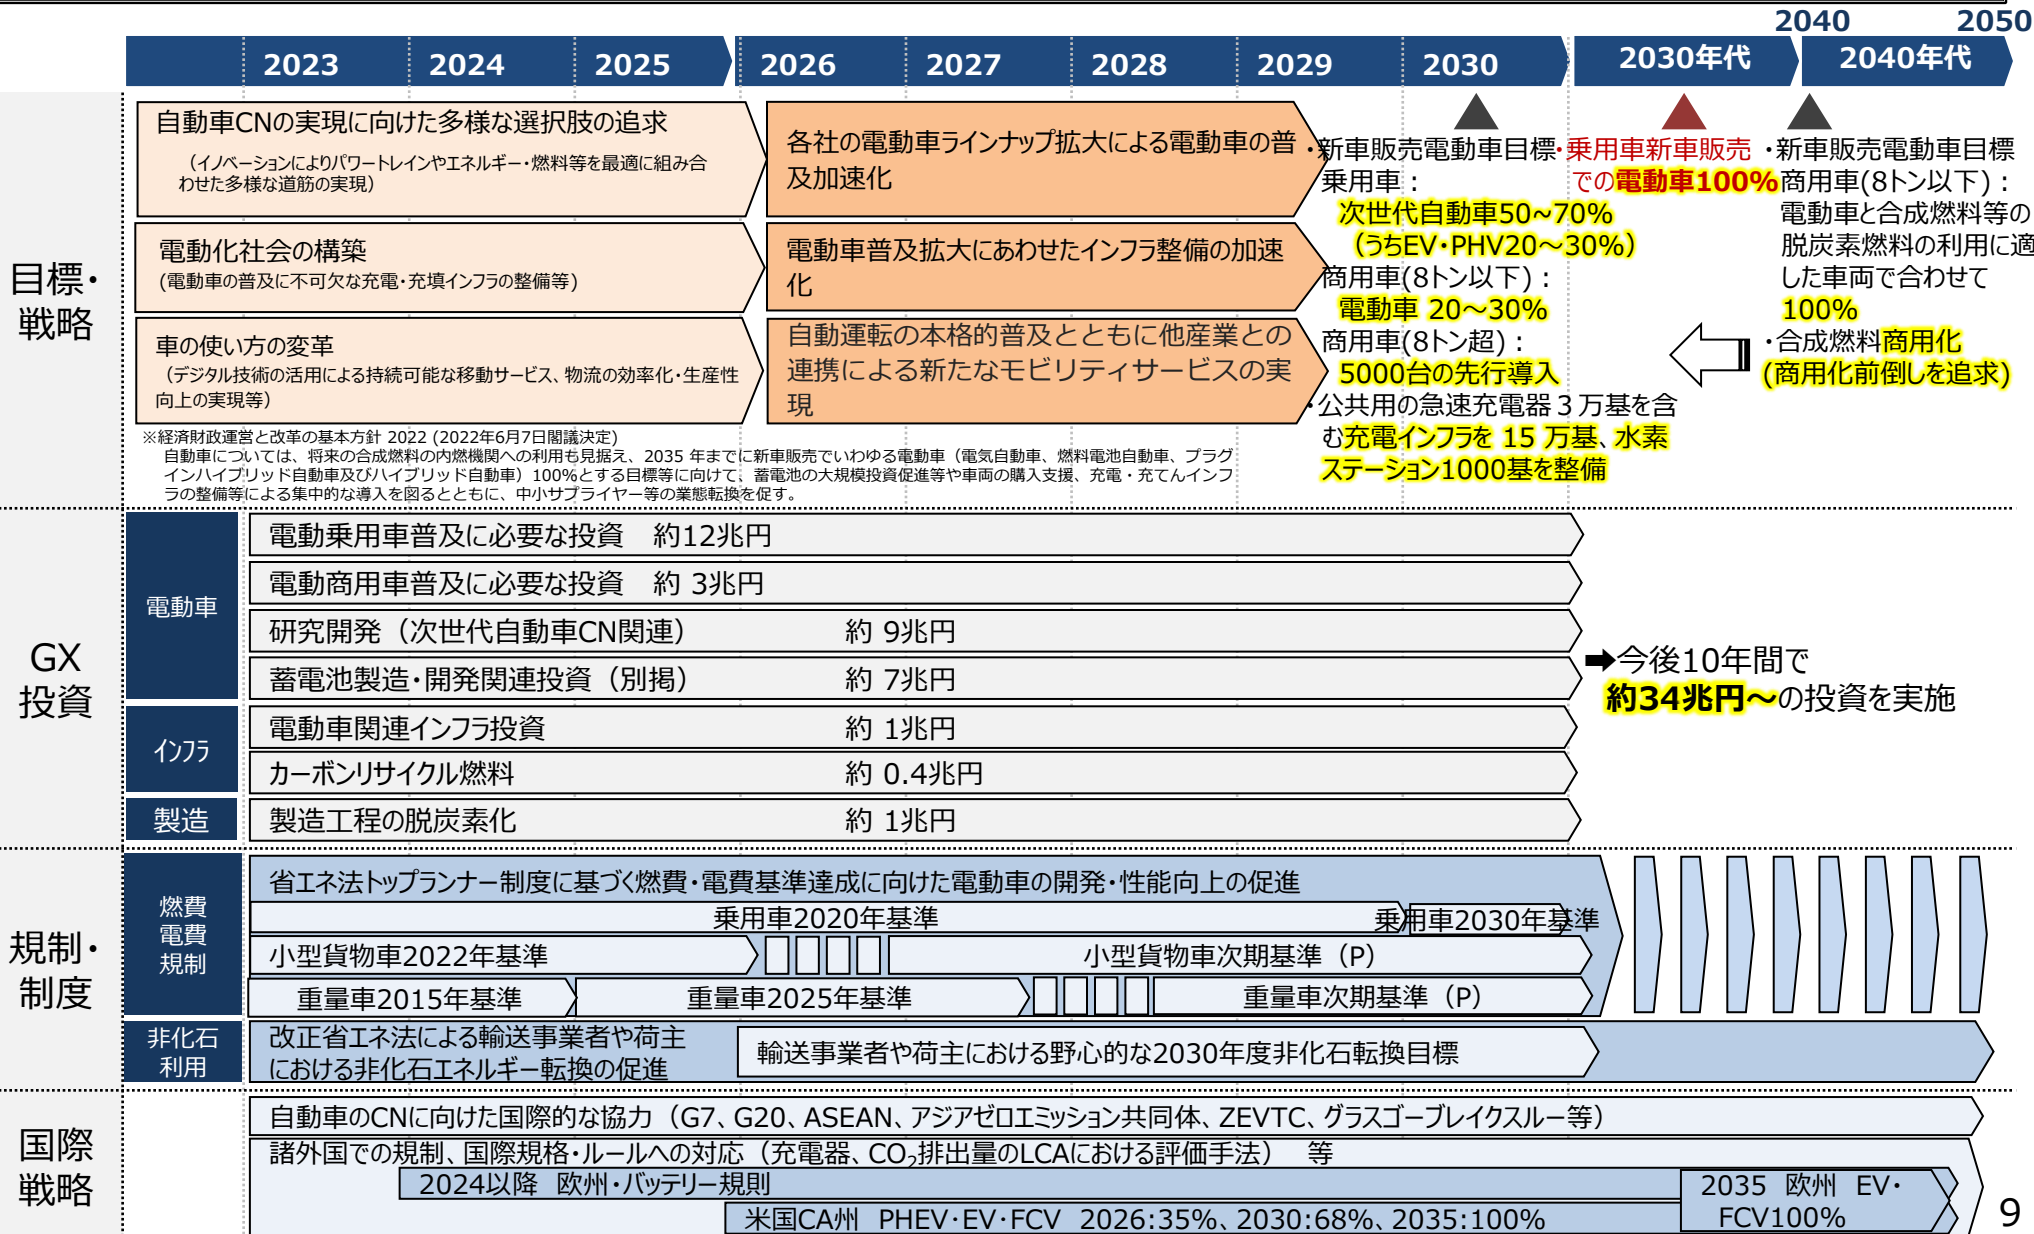 2040
2050
2023
2024
2025
2026
2027
2028
2029
2030
2030年代
2040年代
目標・
戦略
自動車CNの実現に向けた多様な選択肢の追求
（イノベーションによりパワートレインやエネルギー・燃料等を最適に組み合
わせた多様な道筋の実現）
各社の電動車ラインナップ拡大による電動車の普
及加速化
電動化社会の構築
(電動車の普及に不可欠な充電・充填インフラの整備等)
電動車普及拡大にあわせたインフラ整備の加速
化
車の使い方の変革
（デジタル技術の活用による持続可能な移動サービス、物流の効率化・生産性
向上の実現等）
自動運転の本格的普及とともに他産業との
連携による新たなモビリティサービスの実
現
・新車販売電動車目標
乗用車：
次世代自動車50~70%
（うちEV・PHV20～30%）
商用車(8トン以下)：
電動車 20～30%
商用車(8トン超)：
5000台の先行導入
・公共用の急速充電器３万基を含
む充電インフラを 15 万基、水素
ステーション1000基を整備
・乗用車新車販売
での電動車100%
・新車販売電動車目標
商用車(8トン以下)：
電動車と合成燃料等の
脱炭素燃料の利用に適
した車両で合わせて
100%
・合成燃料商用化
(商用化前倒しを追求)
※経済財政運営と改革の基本方針 2022 (2022年6月7日閣議決定)
自動車については、将来の合成燃料の内燃機関への利用も見据え、2035 年までに新車販売でいわゆる電動車（電気自動車、燃料電池自動車、プラグ
インハイブリッド自動車及びハイブリッド自動車）100%とする目標等に向けて、蓄電池の大規模投資促進等や車両の購入支援、充電・充てんインフ
ラの整備等による集中的な導入を図るとともに、中小サプライヤー等の業態転換を促す。
GX
投資
電動車
電動乗用車普及に必要な投資　約12兆円
電動商用車普及に必要な投資　約 3兆円
研究開発（次世代自動車CN関連）　約 9兆円
蓄電池製造・開発関連投資（別掲）　約 7兆円
インフラ
電動車関連インフラ投資　約 1兆円
カーボンリサイクル燃料　約 0.4兆円
製造
製造工程の脱炭素化　約 1兆円
➡今後10年間で
約34兆円～の投資を実施
規制・
制度
燃費
電費
規制
省エネ法トップランナー制度に基づく燃費・電費基準達成に向けた電動車の開発・性能向上の促進
乗用車2020年基準
乗用車2030年基準
小型貨物車2022年基準
小型貨物車次期基準（P）
重量車2015年基準
重量車2025年基準
重量車次期基準（P）
非化石
利用
改正省エネ法による輸送事業者や荷主
における非化石エネルギー転換の促進
輸送事業者や荷主における野心的な2030年度非化石転換目標
国際
戦略
自動車のCNに向けた国際的な協力（G7、G20、ASEAN、アジアゼロエミッション共同体、ZEVTC、グラスゴーブレイクスルー等）
諸外国での規制、国際規格・ルールへの対応（充電器、CO₂排出量のLCAにおける評価手法）　等
2024以降 欧州・バッテリー規則
米国CA州　PHEV・EV・FCV　2026:35%、2030:68%、2035:100%
2035 欧州 EV・
FCV100%
9